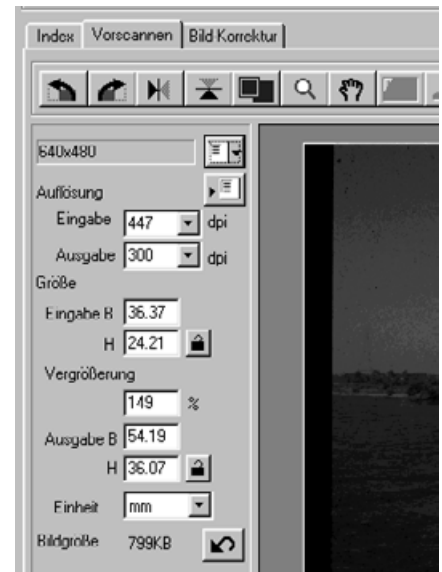 Index Vorscannen Bild Korrektur
640x480
Auflösung
Eingabe 447 dpi
Ausgabe 300 dpi
Größe
Eingabe B 36.37
H 24.21
Vergrößerung
149 %
Ausgabe B 54.19
H 36.07
Einheit mm
Bildgröße 799KB